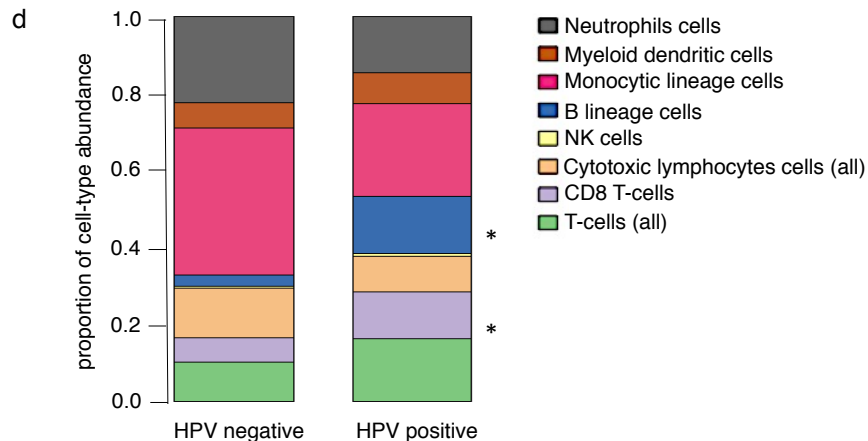 d
proportion of cell-type abundance
1.0
0.8
0.6
0.4
0.2
0.0
*
*
HPV negative
HPV positive
Neutrophils cells
Myeloid dendritic cells
Monocytic lineage cells
B lineage cells
NK cells
Cytotoxic lymphocytes cells (all)
CD8 T-cells
T-cells (all)